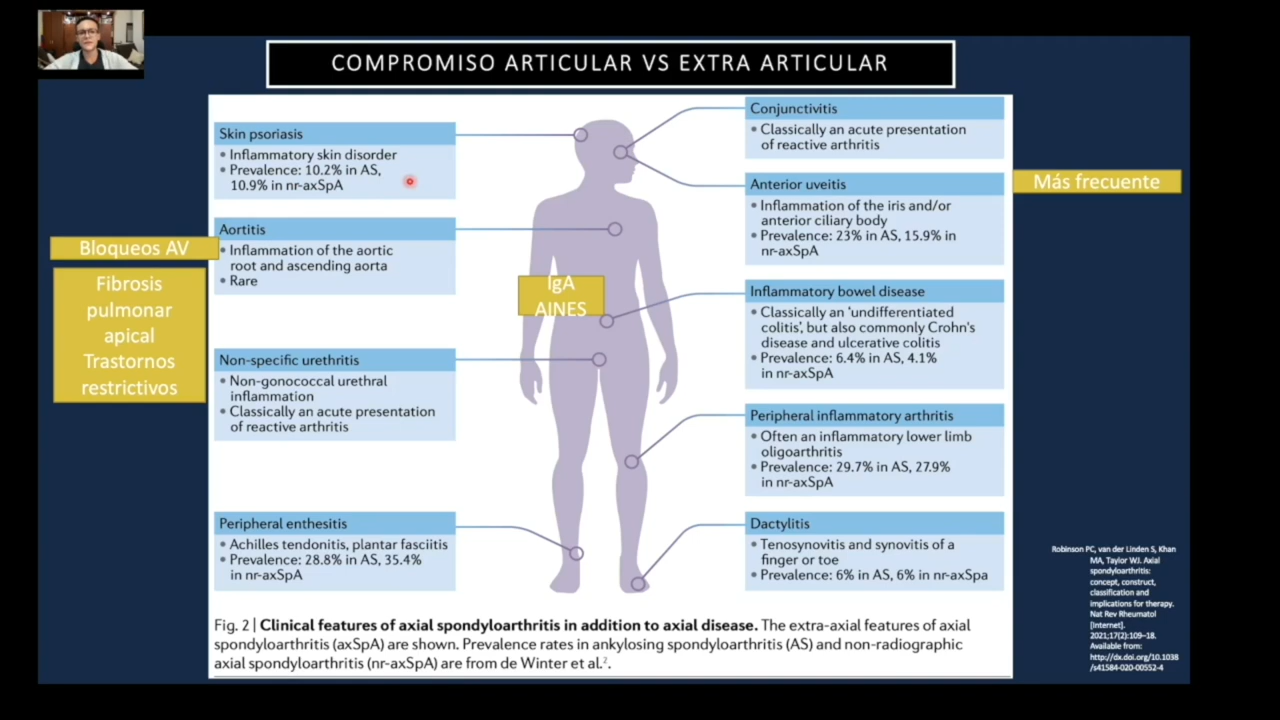 COMPROMISO ARTICULAR VS EXTRA ARTICULAR
Skin psoriasis
• Inflammatory skin disorder
• Prevalence: 10.2% in AS,
10.9% in nr-axSpA
Aortitis
• Inflammation of the aortic
root and ascending aorta
• Rare
Bloqueos AV
Fibrosis
pulmonar
apical
Trastornos
restrictivos
Non-specific urethritis
• Non-gonococcal urethral
inflammation
• Classically an acute presentation
of reactive arthritis
Peripheral enthesitis
• Achilles tendonitis, plantar fasciitis
• Prevalence: 28.8% in AS, 35.4%
in nr-axSpA
IgA
AINES
Conjunctivitis
• Classically an acute presentation
of reactive arthritis
Anterior uveitis
• Inflammation of the iris and/or
anterior ciliary body
• Prevalence: 23% in AS, 15.9% in
nr-axSpA
Más frecuente
Inflammatory bowel disease
• Classically an ‘undifferentiated
colitis’, but also commonly Crohn's
disease and ulcerative colitis
• Prevalence: 6.4% in AS, 4.1%
in nr-axSpA
Peripheral inflammatory arthritis
• Often an inflammatory lower limb
oligoarthritis
• Prevalence: 29.7% in AS, 27.9%
in nr-axSpA
Dactylitis
• Tenosynovitis and synovitis of a
finger or toe
• Prevalence: 6% in AS, 6% in nr-axSpa
Fig. 2 | Clinical features of axial spondyloarthritis in addition to axial disease. The extra-axial features of axial
spondyloarthritis (axSpA) are shown. Prevalence rates in ankylosing spondyloarthritis (AS) and non-radiographic
axial spondyloarthritis (nr-axSpA) are from de Winter et al.².
Robinson PC, van der Linden S, Khan
MA, Taylor WJ. Axial
spondyloarthritis:
concept, construct,
classification and
implications for therapy.
Nat Rev Rheumatol
[Internet].
2021;17(2):109–18.
Available from:
http://dx.doi.org/10.1038
/s41584-020-00552-4